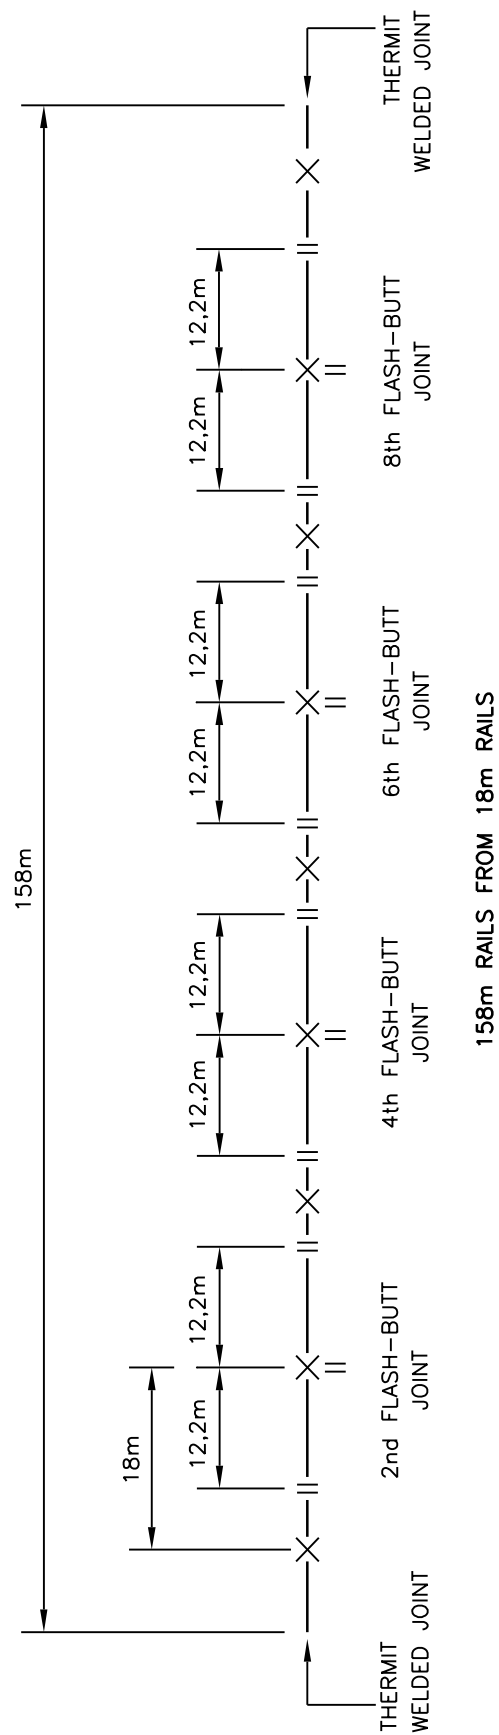 THERMIT
WELDED JOINT
158m
18m
12,2m
12,2m
2nd FLASH-BUTT
JOINT
12,2m
12,2m
4th FLASH-BUTT
JOINT
12,2m
12,2m
6th FLASH-BUTT
JOINT
12,2m
12,2m
8th FLASH-BUTT
JOINT
THERMIT
WELDED JOINT
158m RAILS FROM 18m RAILS